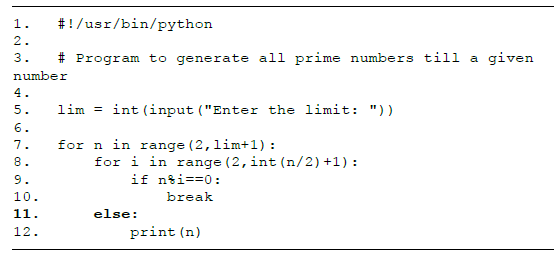 1.   #!/usr/bin/python
2.
3.   # Program to generate all prime numbers till a given
number
4.
5.   lim = int(input("Enter the limit: "))
6.
7.   for n in range(2,lim+1):
8.       for i in range(2,int(n/2)+1):
9.           if n%i==0:
10.              break
11.      else:
12.          print(n)